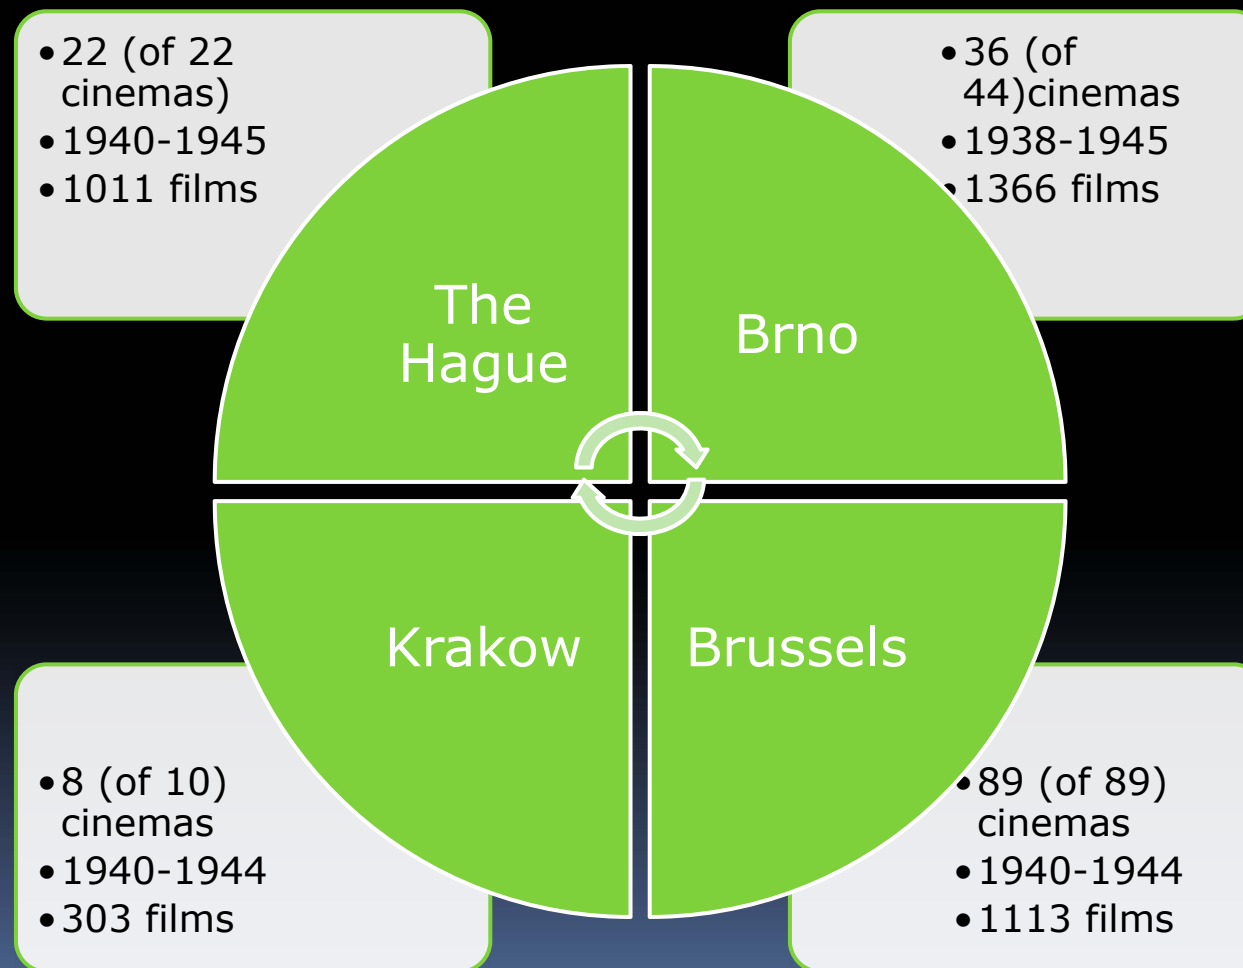 •22 (of 22
cinemas)
•1940-1945
•1011 films
•36 (of
44)cinemas
•1938-1945
•1366 films
The
Hague
Brno
Krakow
Brussels
•8 (of 10)
cinemas
•1940-1944
•303 films
•89 (of 89)
cinemas
•1940-1944
•1113 films